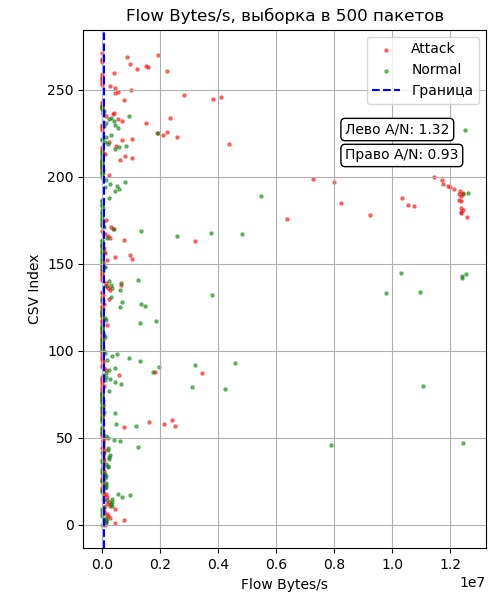 Flow Bytes/s, выборка в 500 пакетов
Attack
Normal
Граница
Лево A/N: 1.32
Право A/N: 0.93
CSV Index
250
200
150
100
50
0
0.0 0.2 0.4 0.6 0.8 1.0 1.2
1e7
Flow Bytes/s